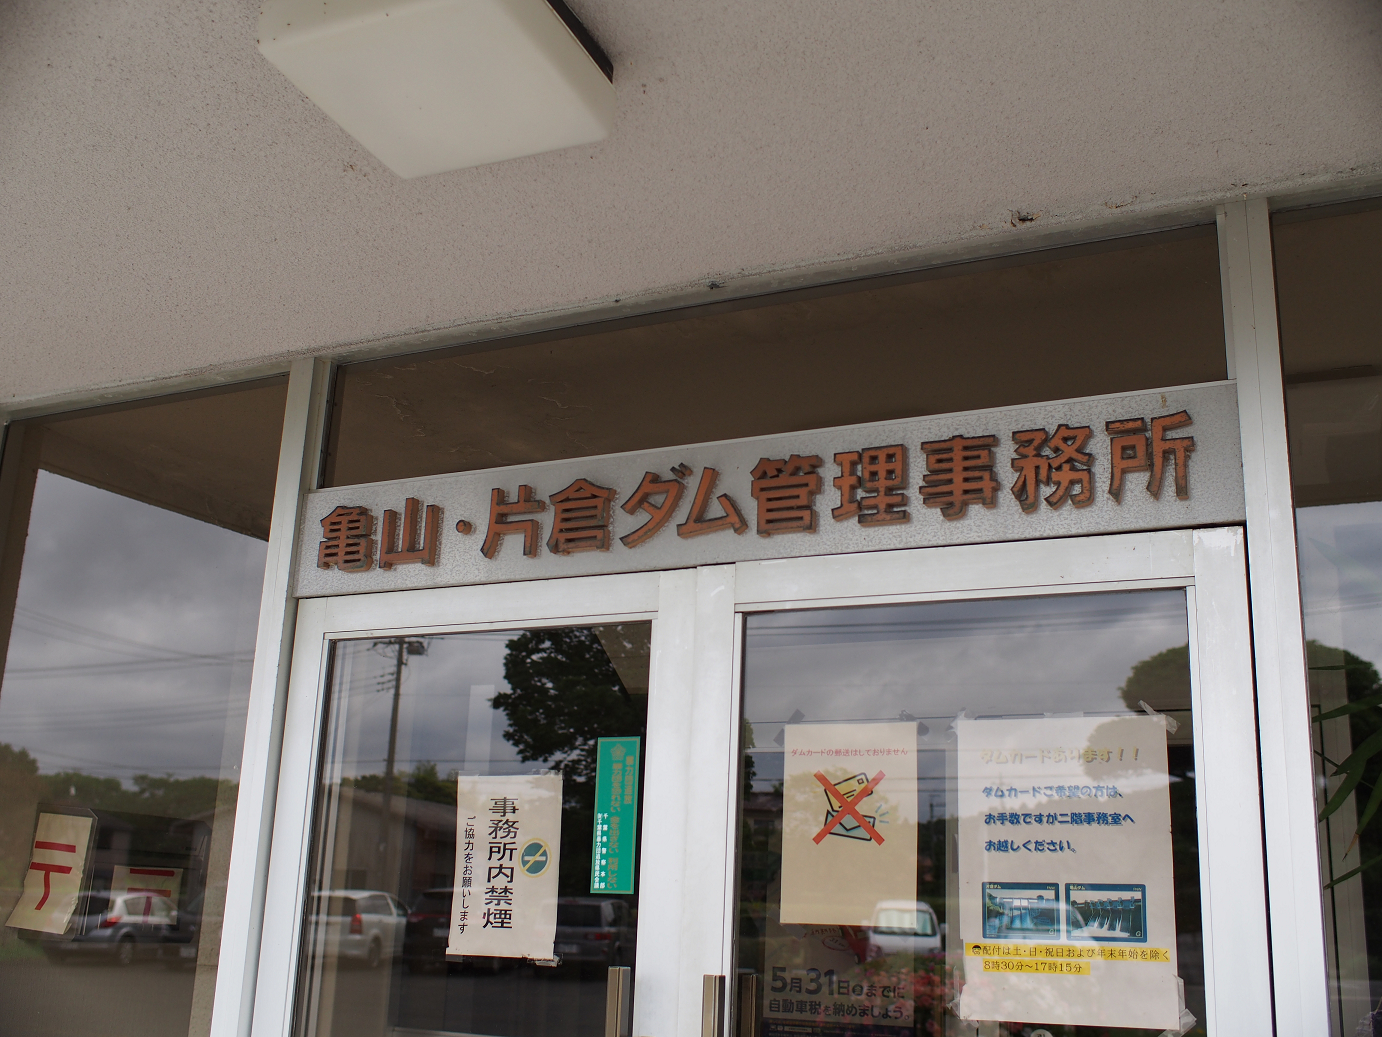 亀山・片倉ダム管理事務所
〒
〒
事務所内禁煙
ご協力をお願いします
ダムカードの郵送はしておりません
5月31日までに
自動車税を納めましょう
ダムカードあります！！
ダムカードご希望の方は、
お手数ですが二階事務室へ
お越しください。
配付は土・日・祝日および年末年始を除く
8時30分～17時15分